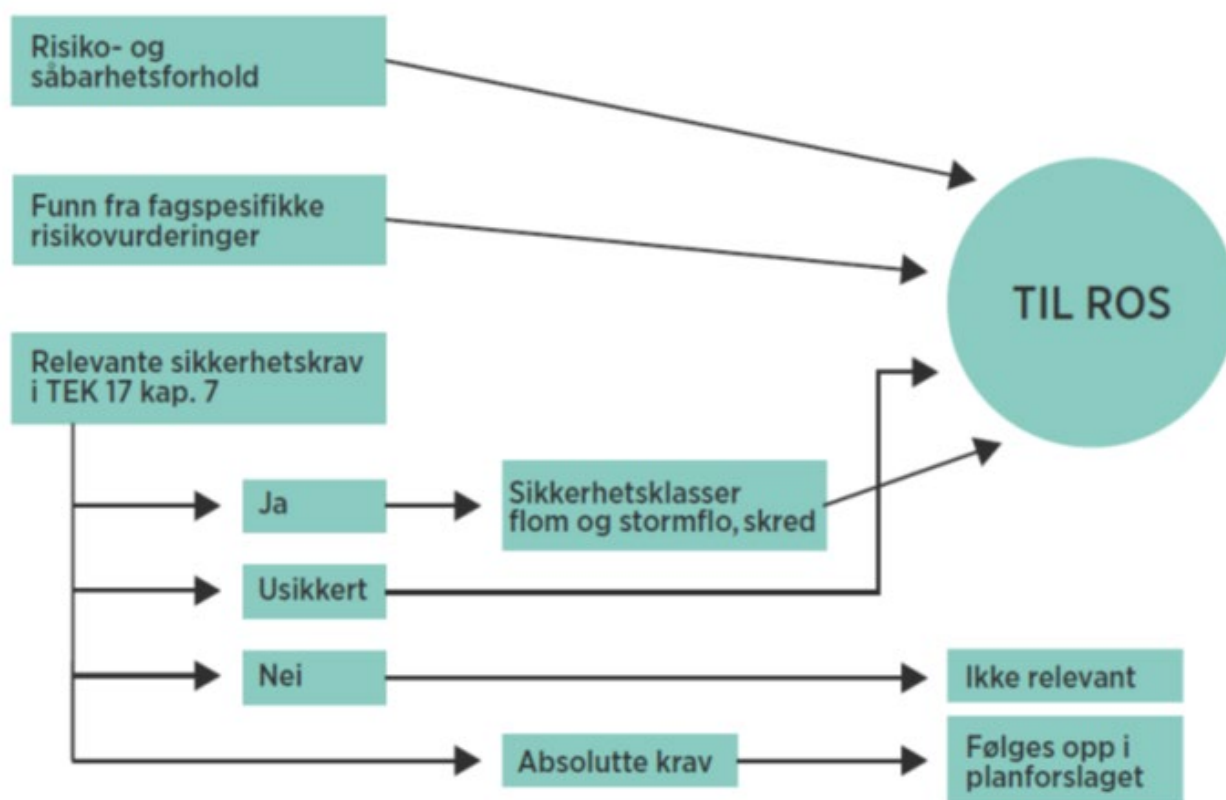 Risiko- og
såbarhetsforhold
Funn fra fagspesifikke
risikovurderinger
TIL ROS
Relevante sikkerhetskrav
i TEK 17 kap. 7
Ja
Sikkerhetsklasser
flom og stormflo, skred
Usikkert
Nei
Ikke relevant
Absolutte krav
Følges opp i
planforslaget